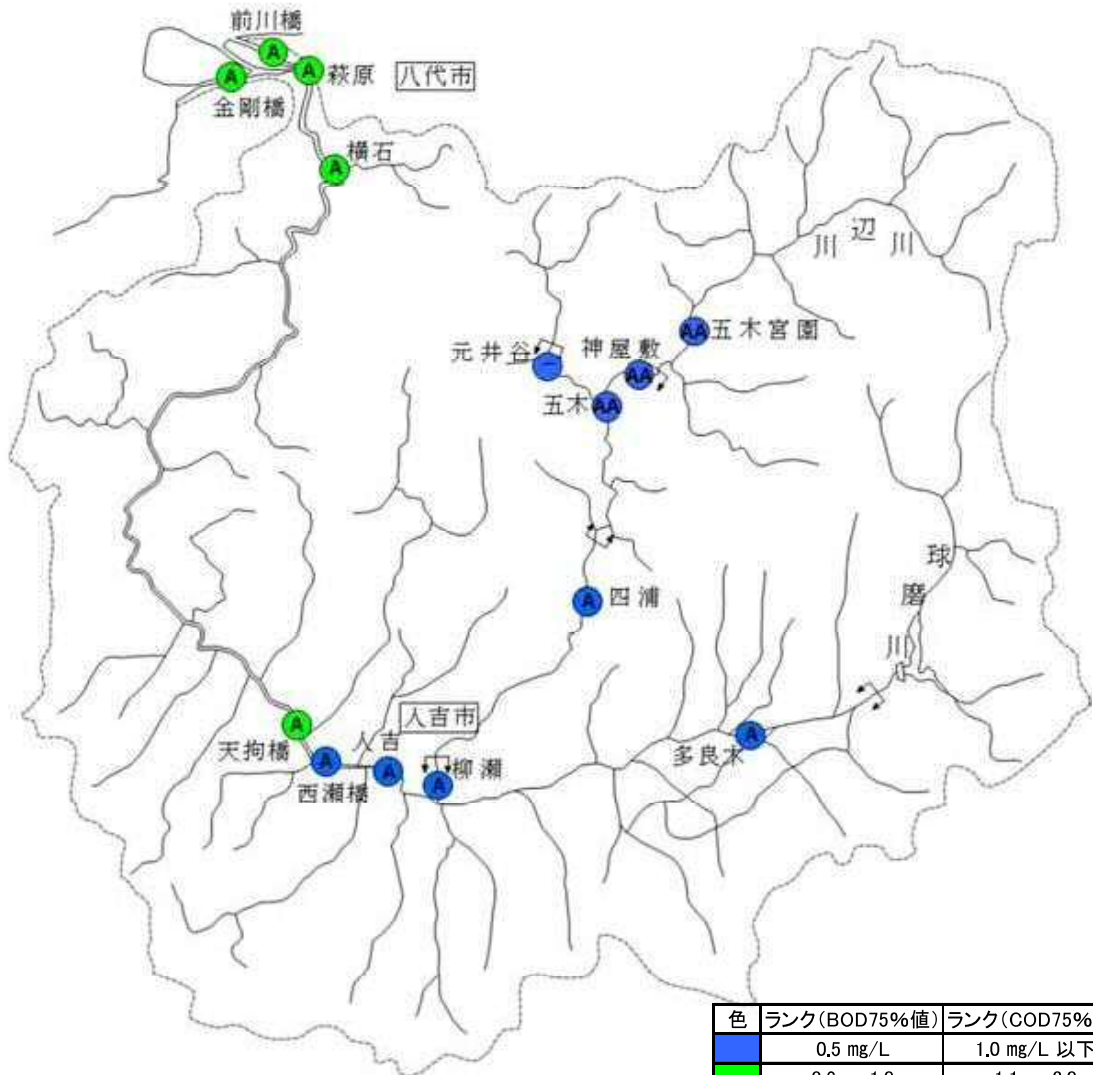 前川橋
A
A
A
萩原
八代市
金剛橋
横石
A
川辺川
AA
五木宮園
神屋敷
AA
元井谷
－
五木
AA
球磨川
A
四浦
A
天拘橋
人吉市
人吉
A
西瀬橋
A
柳瀬
A
多良木
A
色 ランク(BOD75%値) ランク(COD75%
0.5 mg/L 1.0 mg/L 以下